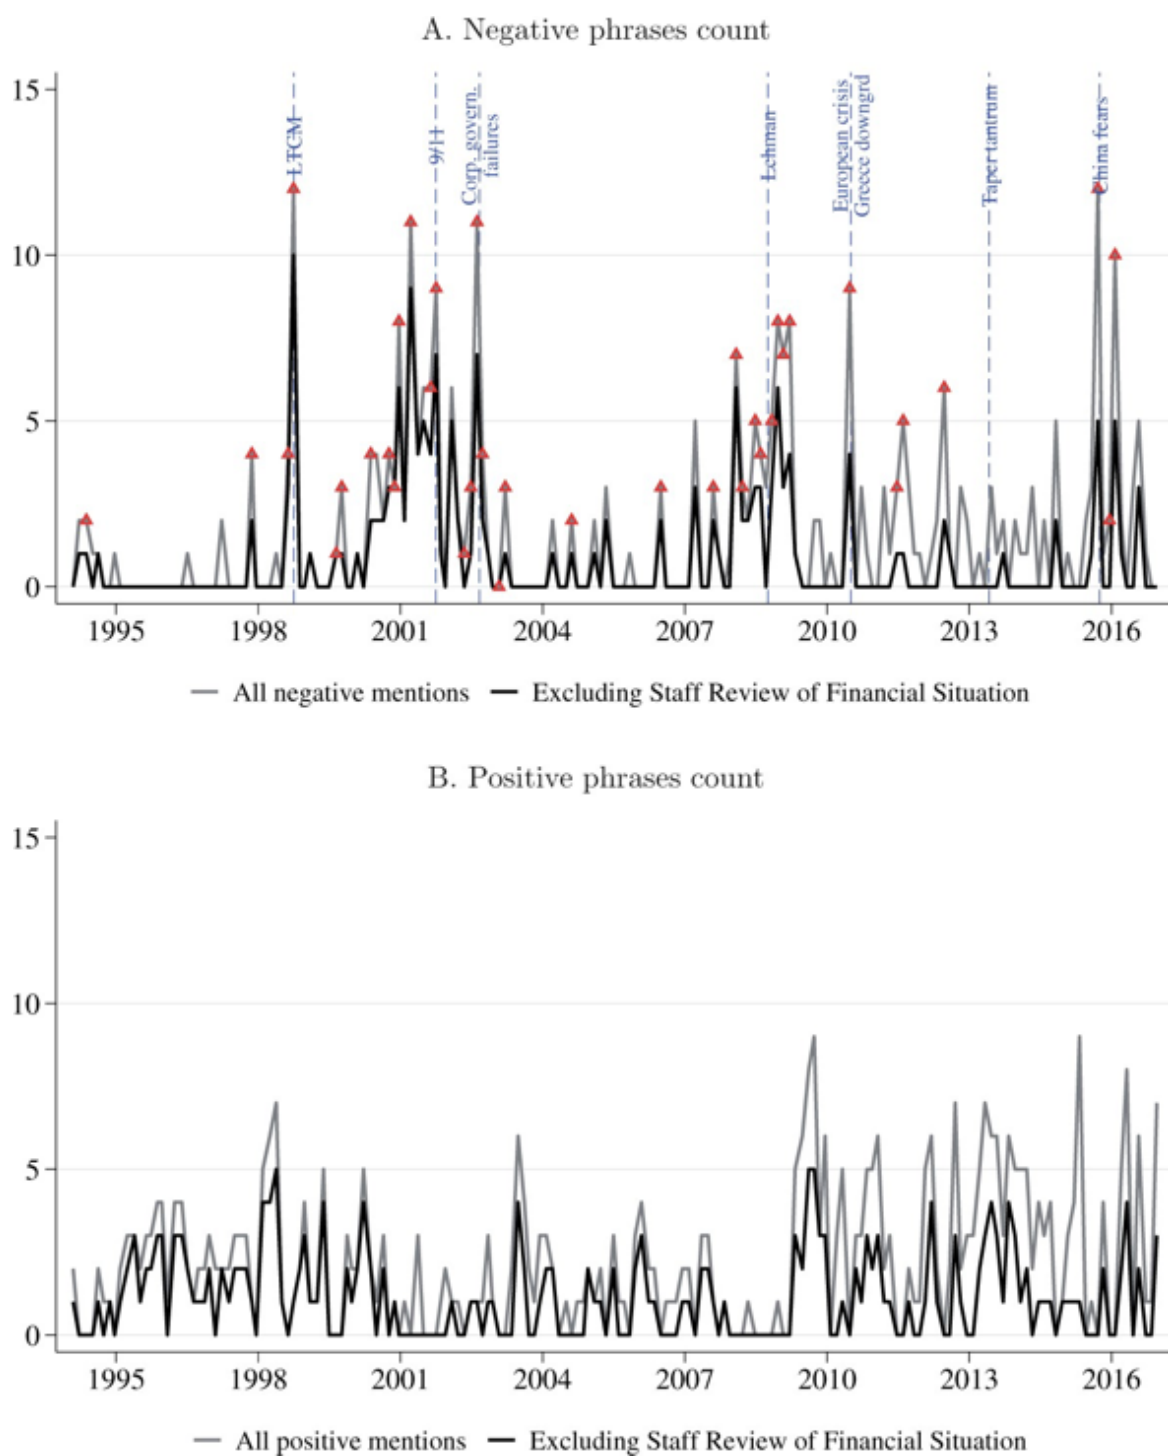 A. Negative phrases count
15
10
5
0
LTCM
9/11
Corp. govern.
failures
Lehman
European crisis
Greece downgrd
Taper tantrum
China fears
1995 1998 2001 2004 2007 2010 2013 2016
All negative mentions Excluding Staff Review of Financial Situation
B. Positive phrases count
15
10
5
0
1995 1998 2001 2004 2007 2010 2013 2016
All positive mentions Excluding Staff Review of Financial Situation